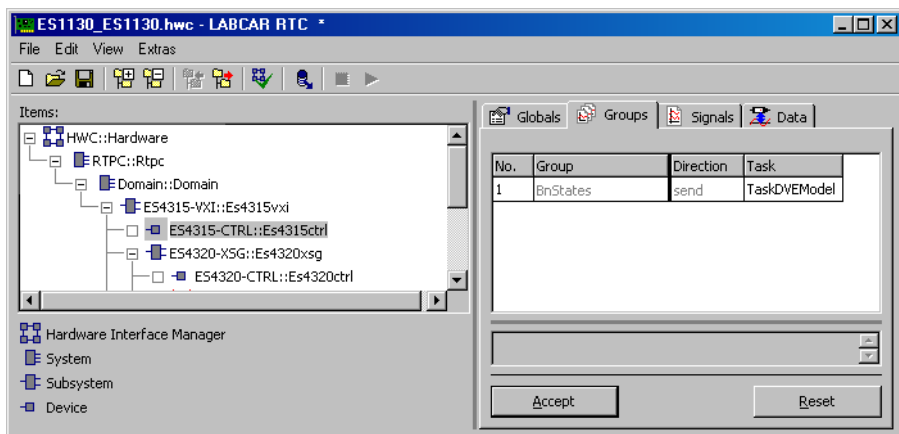 ES1130_ES1130.hwc - LABCAR RTC *
File Edit View Extras
Items:
HWC::Hardware
RTPC::Rtpc
Domain::Domain
ES4315-VXI::Es4315vxi
ES4315-CTRL::Es4315ctrl
ES4320-XSG::Es4320xsg
ES4320-CTRL::Es4320ctrl
Hardware Interface Manager
System
Subsystem
Device
Globals Groups Signals Data
No. Group Direction Task
1 BnStates send TaskDVEModel
Accept Reset